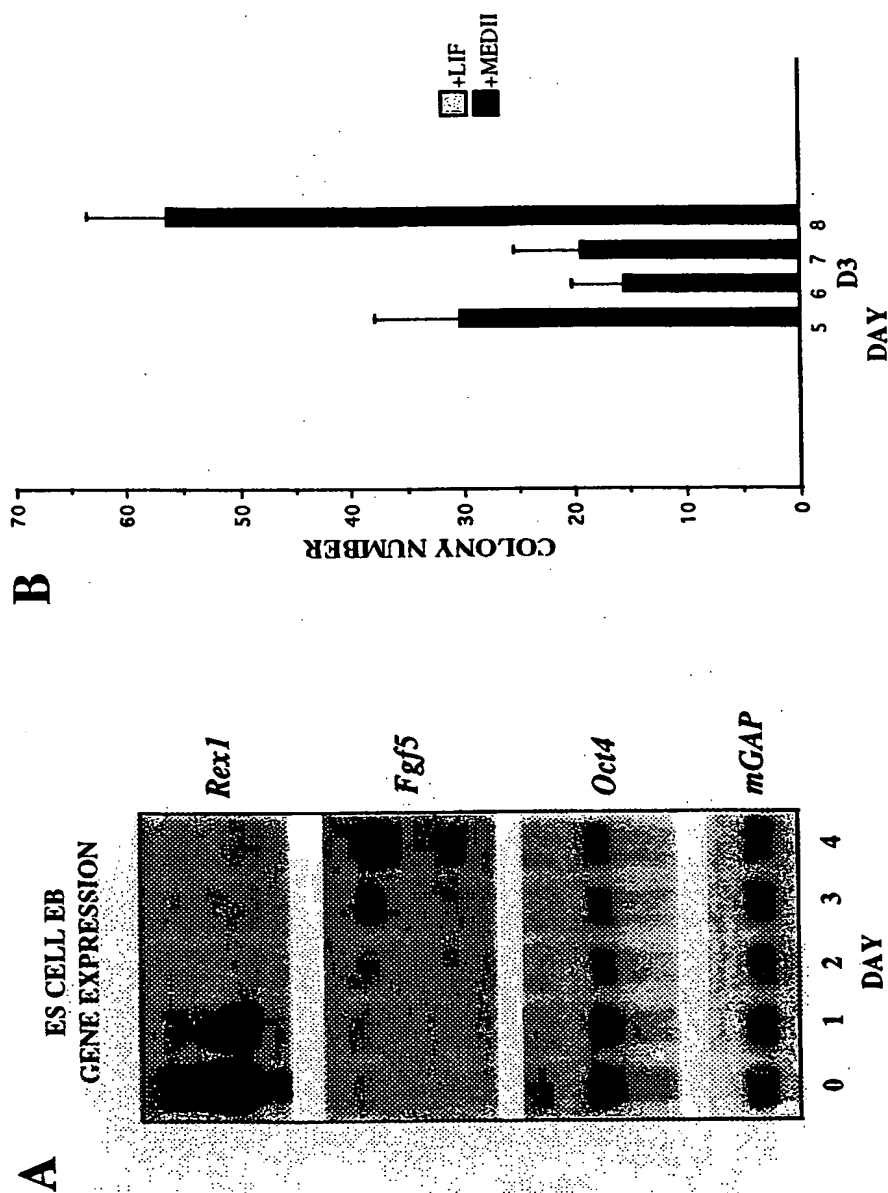 A
ES CELL EB
GENE EXPRESSION
Rex1
Fgf5
Oct4
mGAP
0 1 2 3 4
DAY
B
COLONY NUMBER
70
60
50
40
30
20
10
0
5 6 7 8
D3
DAY
+LIF
+MEDII